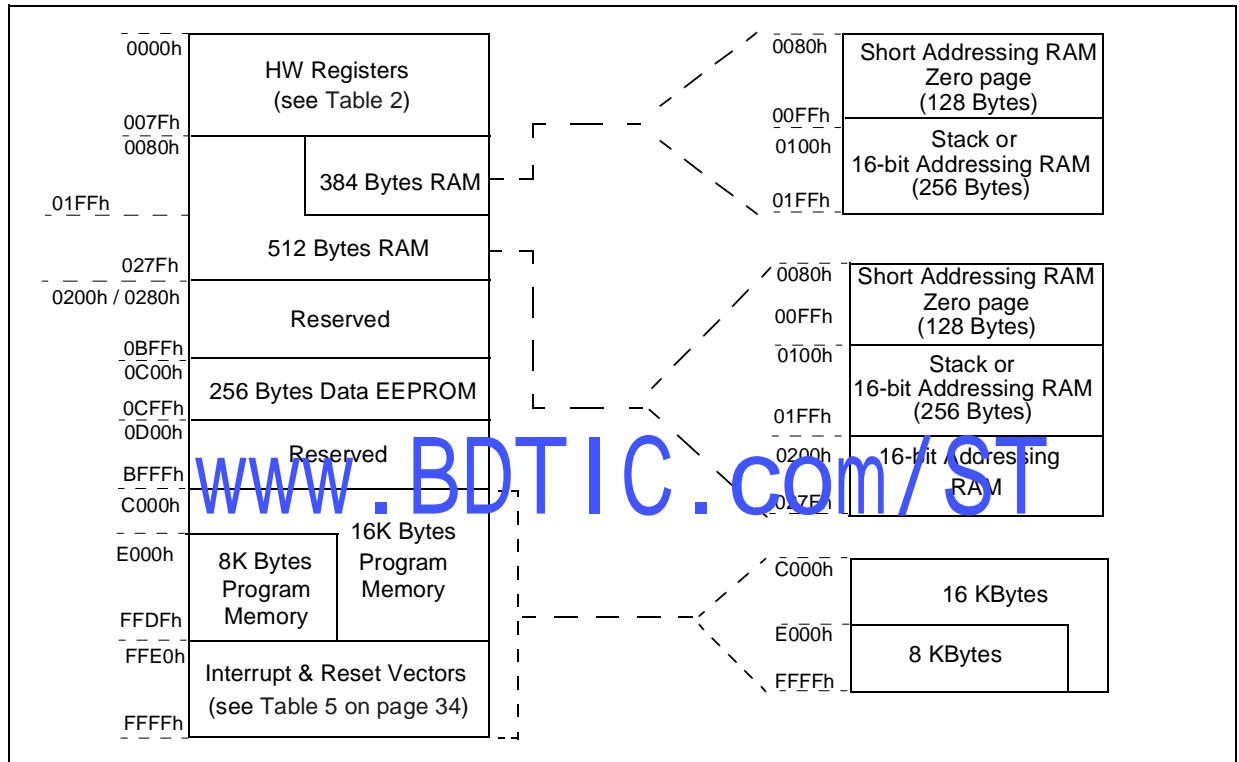 0000h
HW Registers
(see Table 2)
007Fh
0080h
384 Bytes RAM
01FFh
512 Bytes RAM
027Fh
0200h / 0280h
Reserved
0BFFh
0C00h
256 Bytes Data EEPROM
0CFFh
0D00h
Reserved
BFFFh
C000h
16K Bytes
Program
Memory
E000h
8K Bytes
Program
Memory
FFDFh
FFE0h
Interrupt & Reset Vectors
(see Table 5 on page 34)
FFFFh
0080h
Short Addressing RAM
Zero page
(128 Bytes)
00FFh
0100h
Stack or
16-bit Addressing RAM
(256 Bytes)
01FFh
0080h
Short Addressing RAM
Zero page
(128 Bytes)
00FFh
0100h
Stack or
16-bit Addressing RAM
(256 Bytes)
01FFh
0200h
16-bit Addressing
RAM
027Fh
C000h
16 KBytes
E000h
8 KBytes
FFFFh
www.BDTIC.com/ST